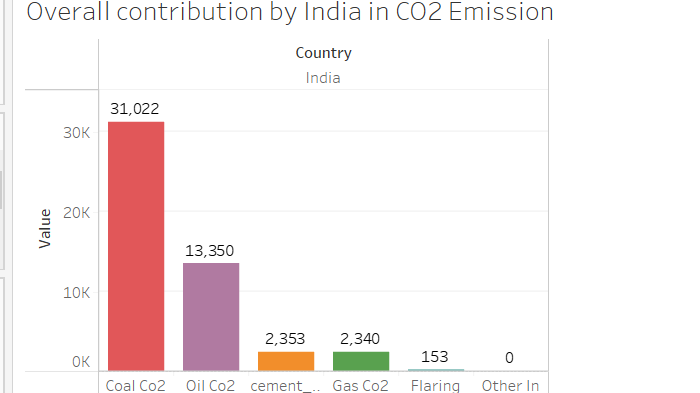 Overall contribution by India in CO2 Emission
Country
India
31,022
30K
20K
Value
13,350
10K
2,353
2,340
153
0
0K
Coal Co2 Oil Co2 cement_.. Gas Co2 Flaring Other In